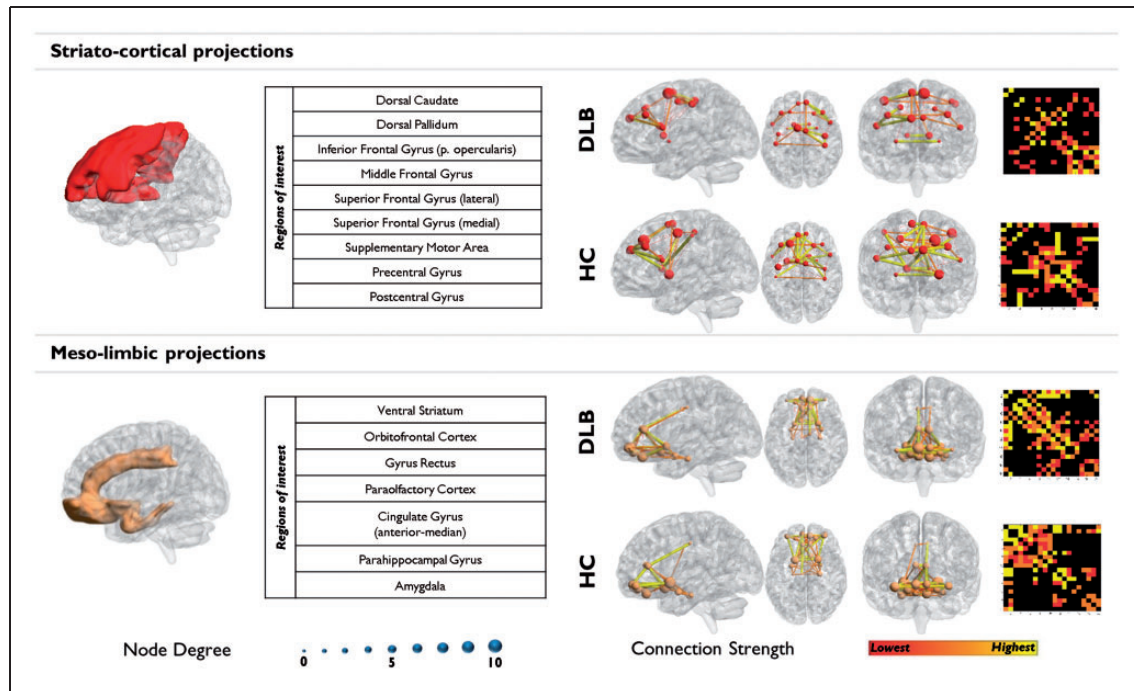 Striato-cortical projections
Regions of interest
Dorsal Caudate
Dorsal Pallidum
Inferior Frontal Gyrus (p. opercularis)
Middle Frontal Gyrus
Superior Frontal Gyrus (lateral)
Superior Frontal Gyrus (medial)
Supplementary Motor Area
Precentral Gyrus
Postcentral Gyrus
DLB
HC
Meso-limbic projections
Regions of interest
Ventral Striatum
Orbitofrontal Cortex
Gyrus Rectus
Paraolfactory Cortex
Cingulate Gyrus
(anterior-median)
Parahippocampal Gyrus
Amygdala
DLB
HC
Node Degree
0 5 10
Connection Strength
Lowest Highest